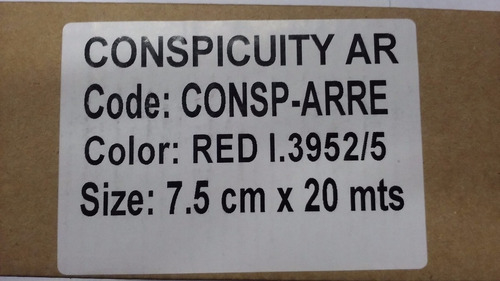 CONSPICUITY AR
Code: CONSP-ARRE
Color: RED I.3952/5
Size: 7.5 cm x 20 mts